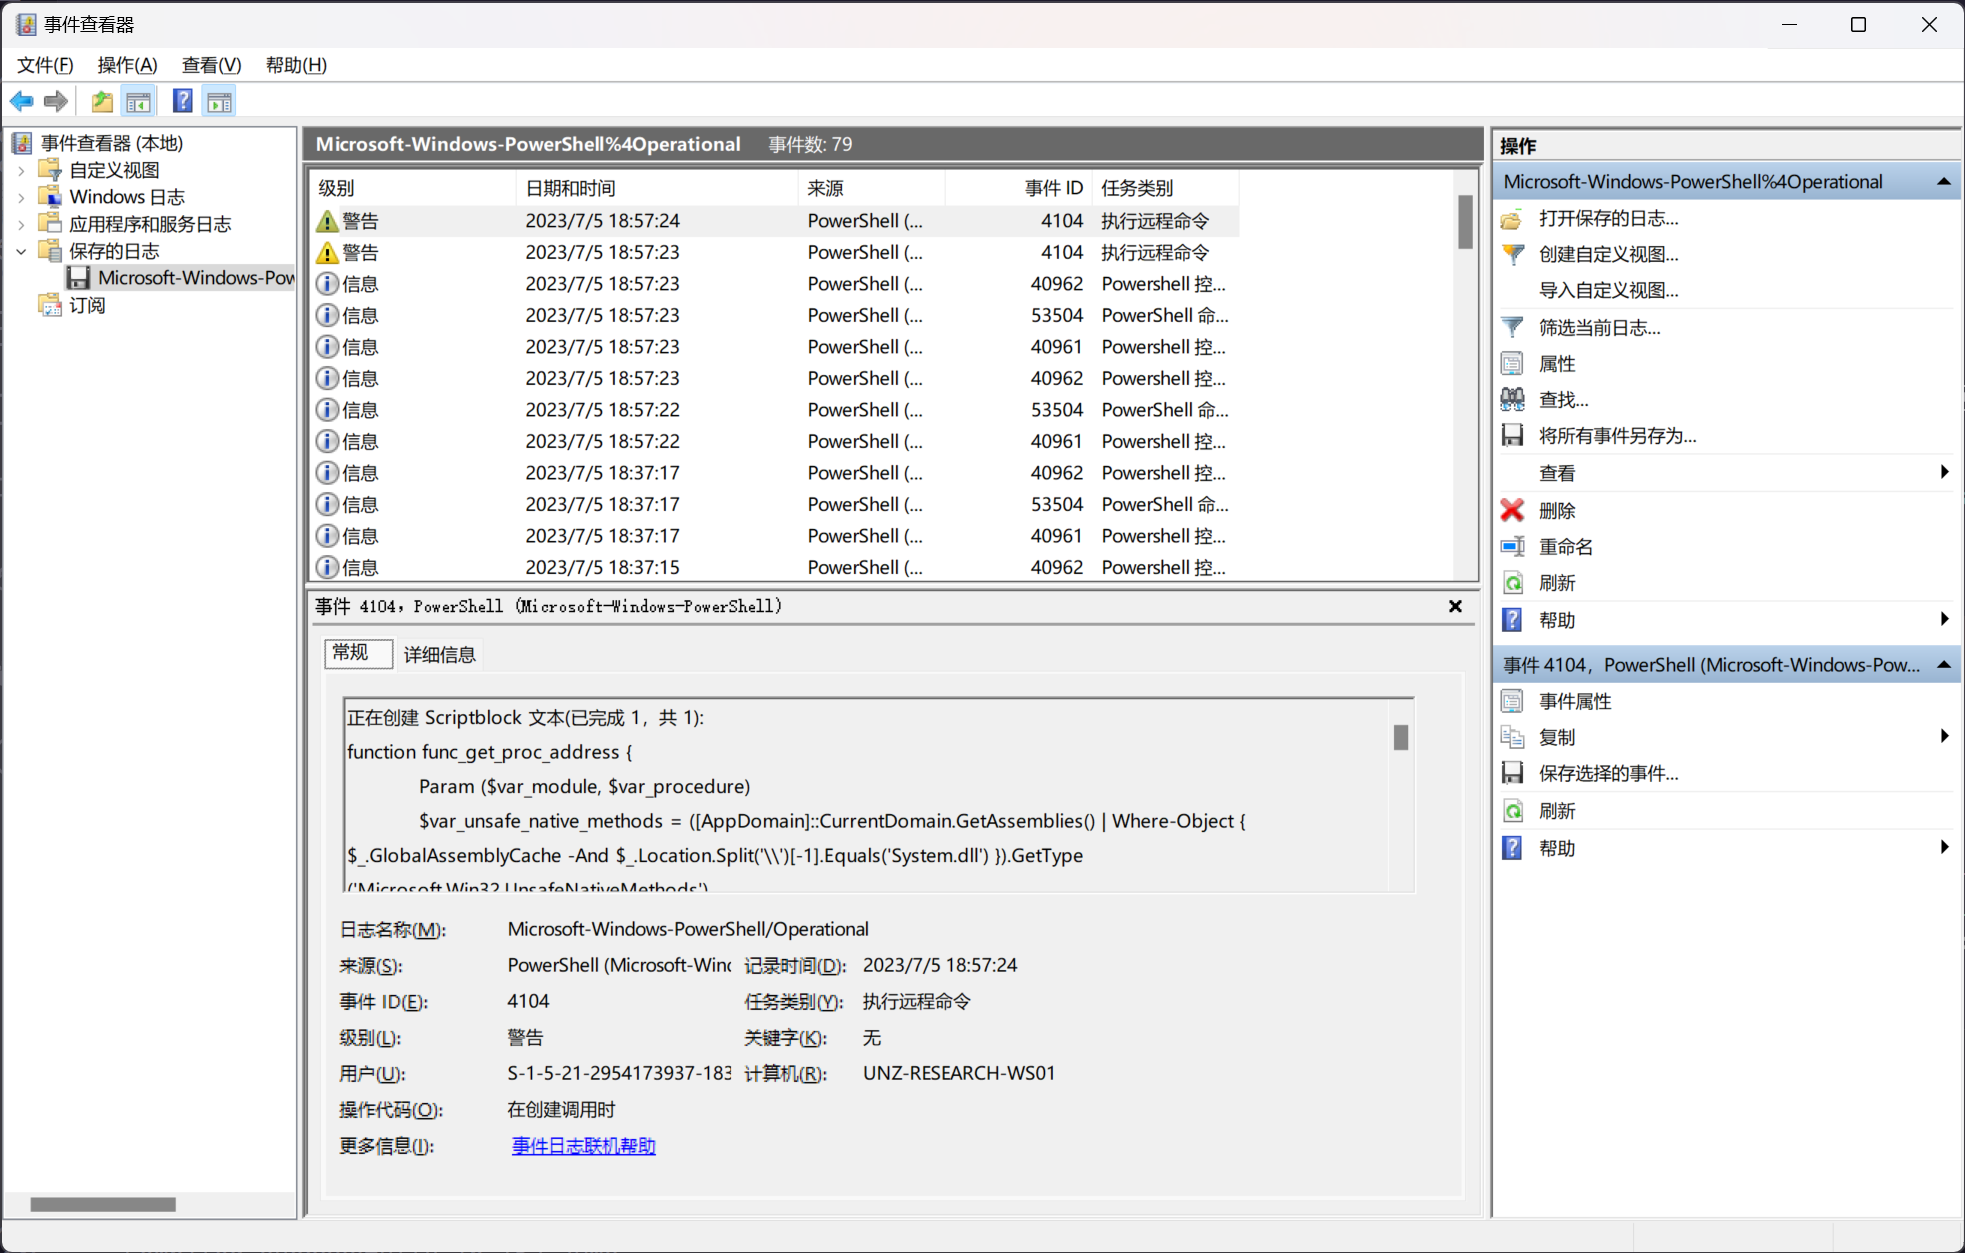 事件查看器
文件(F) 操作(A) 查看(V) 帮助(H)
事件查看器 (本地)
自定义视图
Windows 日志
应用程序和服务日志
保存的日志
Microsoft-Windows-Pow
订阅
Microsoft-Windows-PowerShell%4Operational 事件数: 79
级别 日期和时间 来源 事件 ID 任务类别
警告 2023/7/5 18:57:24 PowerShell (... 4104 执行远程命令
警告 2023/7/5 18:57:23 PowerShell (... 4104 执行远程命令
信息 2023/7/5 18:57:23 PowerShell (... 40962 Powershell 控...
信息 2023/7/5 18:57:23 PowerShell (... 53504 PowerShell 命...
信息 2023/7/5 18:57:23 PowerShell (... 40961 Powershell 控...
信息 2023/7/5 18:57:23 PowerShell (... 40962 Powershell 控...
信息 2023/7/5 18:57:22 PowerShell (... 53504 PowerShell 命...
信息 2023/7/5 18:57:22 PowerShell (... 40961 Powershell 控...
信息 2023/7/5 18:37:17 PowerShell (... 40962 Powershell 控...
信息 2023/7/5 18:37:17 PowerShell (... 53504 PowerShell 命...
信息 2023/7/5 18:37:17 PowerShell (... 40961 Powershell 控...
信息 2023/7/5 18:37:15 PowerShell (... 40962 Powershell 控...
事件 4104，PowerShell (Microsoft-Windows-PowerShell)
常规 详细信息
正在创建 Scriptblock 文本(已完成 1，共 1):
function func_get_proc_address {
Param ($var_module, $var_procedure)
$var_unsafe_native_methods = ([AppDomain]::CurrentDomain.GetAssemblies() | Where-Object {
$_.GlobalAssemblyCache -And $_.Location.Split('\\')[-1].Equals('System.dll') }).GetType
('Microsoft.Win32.UnsafeNativeMethods')
日志名称(M): Microsoft-Windows-PowerShell/Operational
来源(S): PowerShell (Microsoft-Wind 记录时间(D): 2023/7/5 18:57:24
事件 ID(E): 4104 任务类别(Y): 执行远程命令
级别(L): 警告 关键字(K): 无
用户(U): S-1-5-21-2954173937-183 计算机(R): UNZ-RESEARCH-WS01
操作代码(O): 在创建调用时
更多信息(I): 事件日志联机帮助
操作
Microsoft-Windows-PowerShell%4Operational
打开保存的日志...
创建自定义视图...
导入自定义视图...
筛选当前日志...
属性
查找...
将所有事件另存为...
查看
删除
重命名
刷新
帮助
事件 4104，PowerShell (Microsoft-Windows-Pow...
事件属性
复制
保存选择的事件...
刷新
帮助